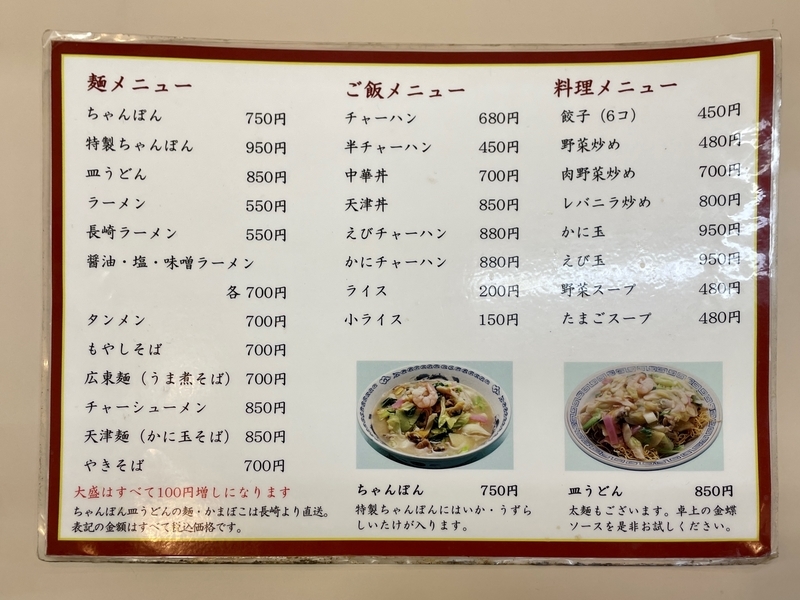 麺メニュー
ちゃんぽん 750円
特製ちゃんぽん 950円
皿うどん 850円
ラーメン 550円
長崎ラーメン 550円
醤油・塩・味噌ラーメン
各 700円
タンメン 700円
もやしそば 700円
広東麺(うま煮そば) 700円
チャーシューメン 850円
天津麺(かに玉そば) 850円
やきそば 700円
大盛はすべて100円増しになります
ちゃんぽん皿うどんの麺・かまぼこは長崎より直送。
表記の金額はすべて税込価格です。
ご飯メニュー
チャーハン 680円
半チャーハン 450円
中華丼 700円
天津丼 850円
えびチャーハン 880円
かにチャーハン 880円
ライス 200円
小ライス 150円
ちゃんぽん 750円
特製ちゃんぽんにはいか・うずら
しいたけが入ります。
料理メニュー
餃子(6コ) 450円
野菜炒め 480円
肉野菜炒め 700円
レバニラ炒め 800円
かに玉 950円
えび玉 950円
野菜スープ 480円
たまごスープ 480円
皿うどん 850円
太麺もございます。卓上の金蝶
ソースを是非お試しください。